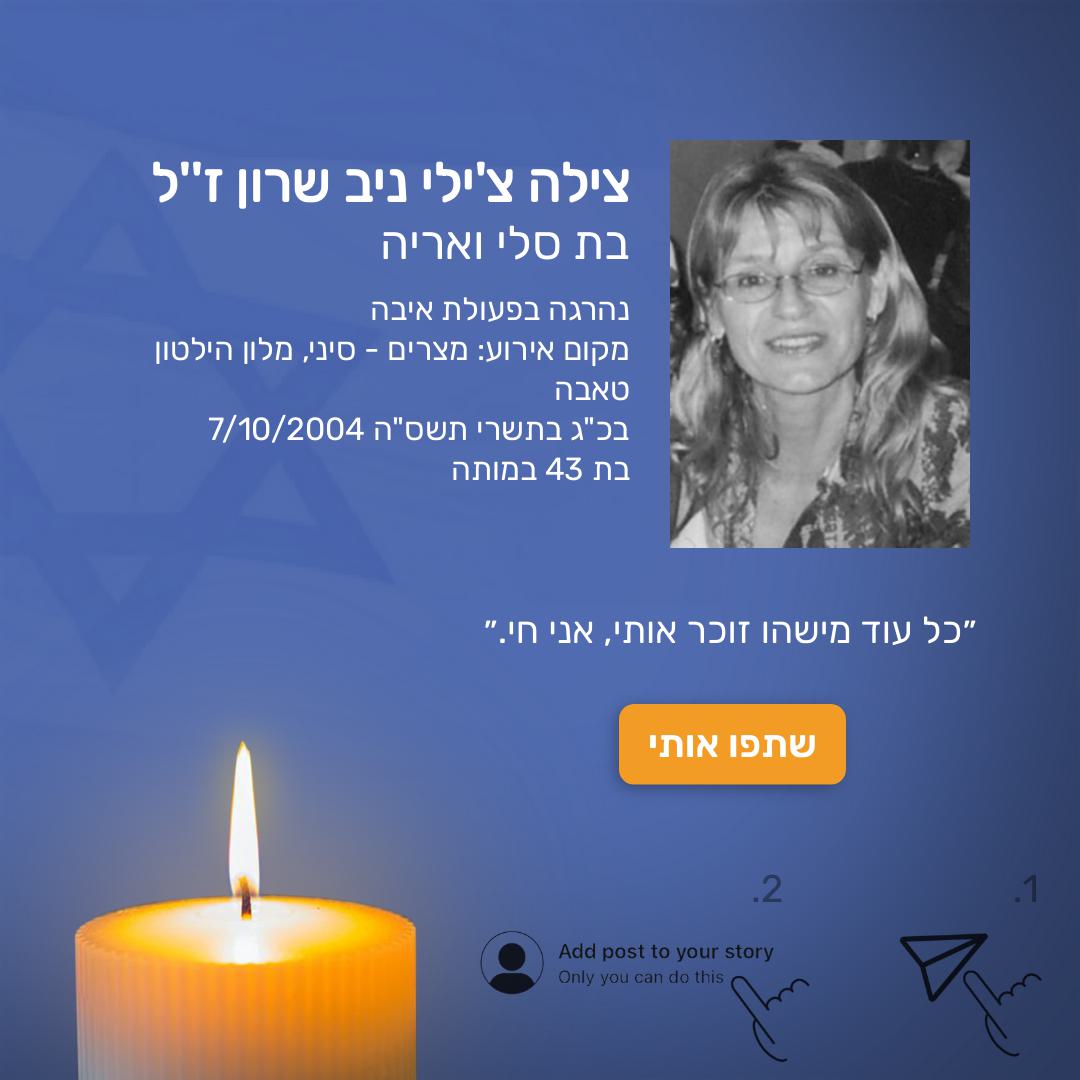 צילה צ'ילי ניב שרון ז"ל
בת סלי ואריה
נהרגה בפעולת איבה
מקום אירוע: מצרים - סיני, מלון הילטון
טאבה
בכ"ג בתשרי תשס"ה 7/10/2004
בת 43 במותה
״כל עוד מישהו זוכר אותי, אני חי.״
שתפו אותי
1.
2.
Add post to your story
Only you can do this